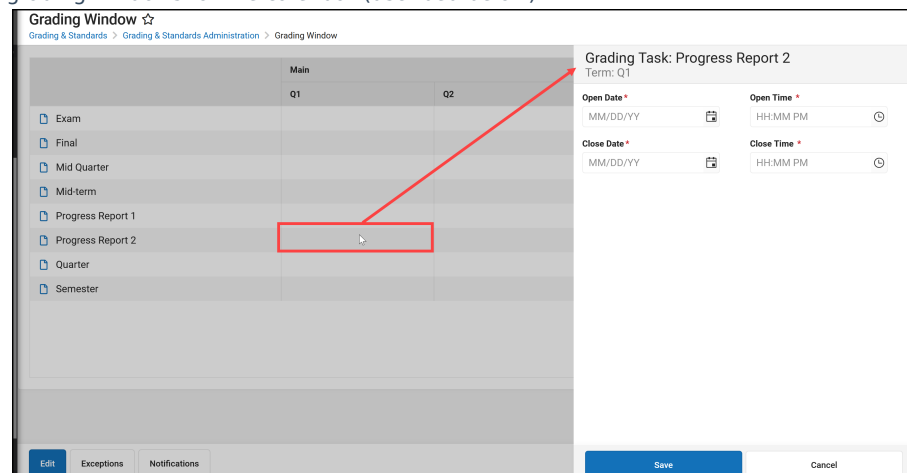 Grading Window
Grading & Standards > Grading & Standards Administration > Grading Window
Main
Q1 Q2
Exam
Final
Mid Quarter
Mid-term
Progress Report 1
Progress Report 2
Quarter
Semester
Edit Exceptions Notifications
Grading Task: Progress Report 2
Term: Q1
Open Date * Open Time *
MM/DD/YY HH:MM PM
Close Date * Close Time *
MM/DD/YY HH:MM PM
Save Cancel